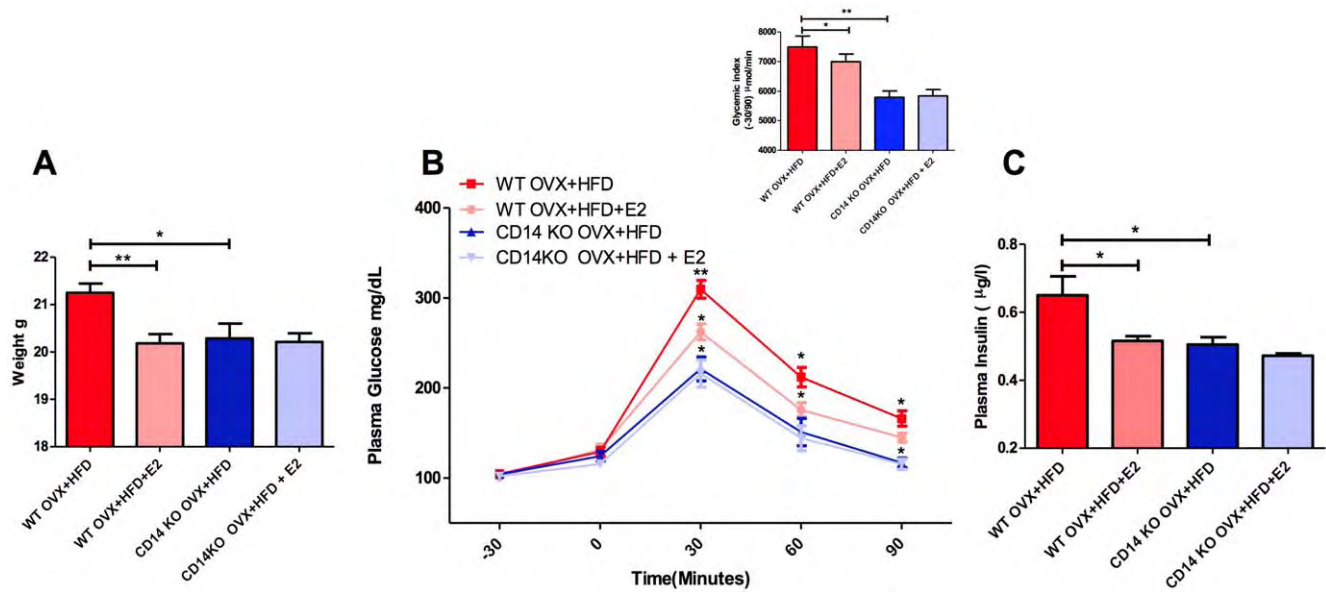 A
Weight g
22
21
20
19
18
*
**
WT OVX+HFD
WT OVX+HFD+E2
CD14 KO OVX+HFD
CD14KO OVX+HFD + E2
B
WT OVX+HFD
WT OVX+HFD+E2
CD14 KO OVX+HFD
CD14KO OVX+HFD + E2
Plasma Glucose mg/dL
400
300
200
100
**
*
*
*
*
*
*
-30
0
30
60
90
Time(Minutes)
Glycemic index
(-30/90) µmol/min
8000
7000
6000
5000
4000
**
*
WT OVX+HFD
WT OVX+HFD+E2
CD14 KO OVX+HFD
CD14KO OVX+HFD + E2
C
Plasma Insulin ( µg/l)
0.8
0.6
0.4
0.2
*
*
WT OVX+HFD
WT OVX+HFD+E2
CD14 KO OVX+HFD
CD14 KO OVX+HFD+E2